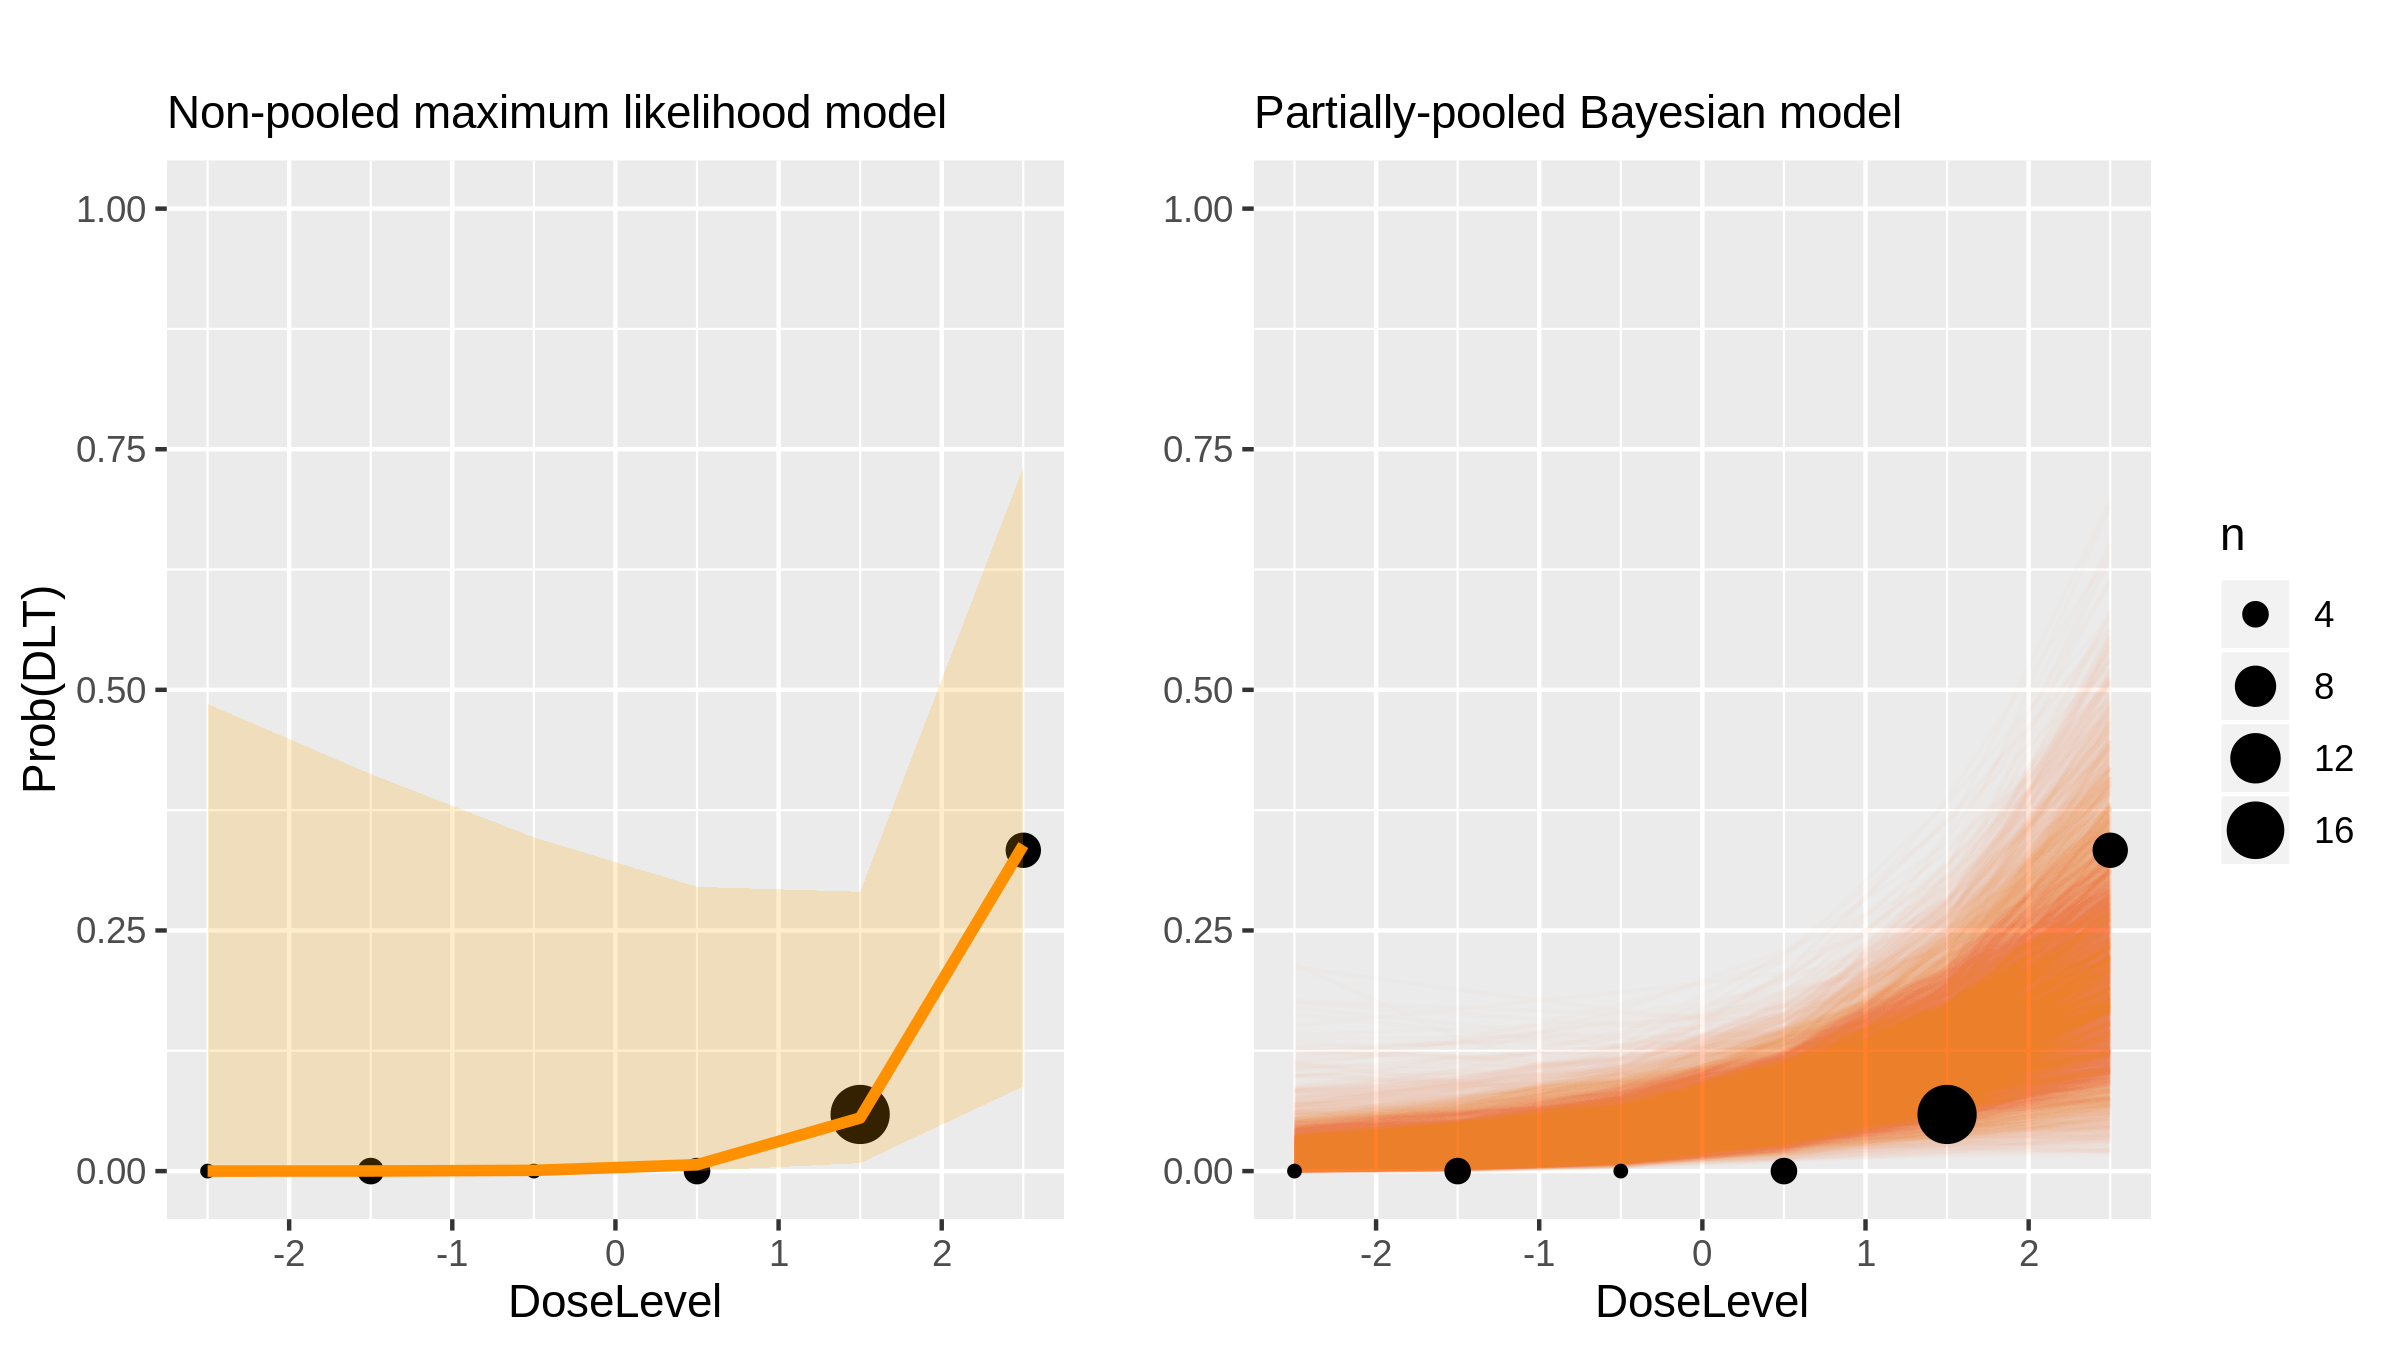 Non-pooled maximum likelihood model
Partially-pooled Bayesian model
Prob(DLT)
1.00
0.75
0.50
0.25
0.00
-2 -1 0 1 2
DoseLevel
1.00
0.75
0.50
0.25
0.00
-2 -1 0 1 2
DoseLevel
n
4
8
12
16